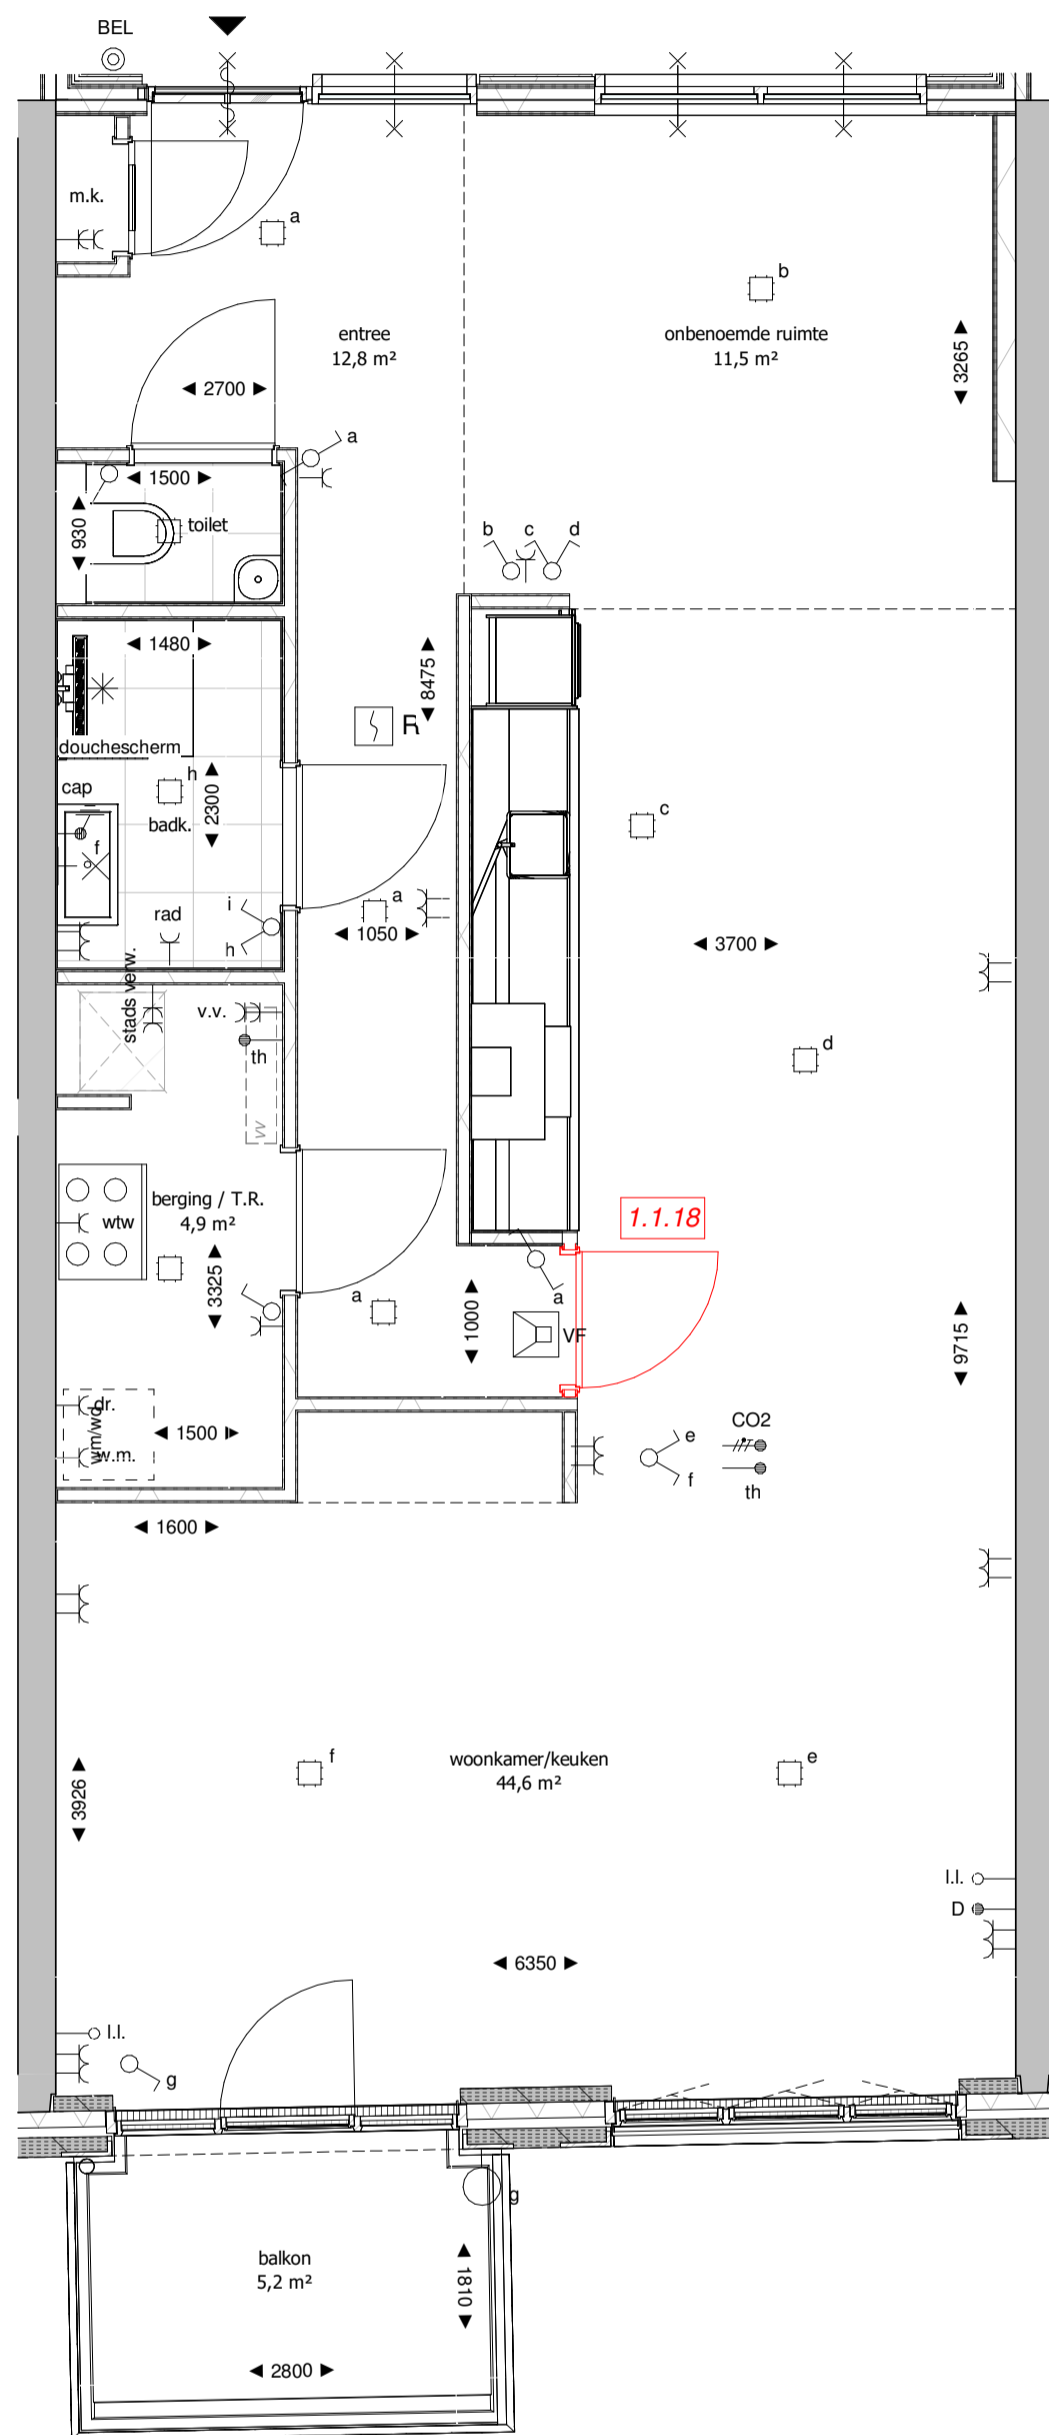 BEL
m.k.
a
b
entree
12,8 m²
onbenoemde ruimte
11,5 m²
3265
2700
a
1500
930
toilet
b
c
d
1480
8475
R
douchescherm
h
cap
2300
badk.
c
f
a
i
rad
h
1050
3700
stads verw.
v.v.
th
d
vv
berging / T.R.
4,9 m²
wtw
1.1.18
3325
a
a
1000
VF
9715
dr.
wm/wd
w.m.
1500
CO2
e
f
th
1600
f
woonkamer/keuken
44,6 m²
e
3926
l.l.
D
6350
l.l.
g
g
balkon
5,2 m²
1810
2800